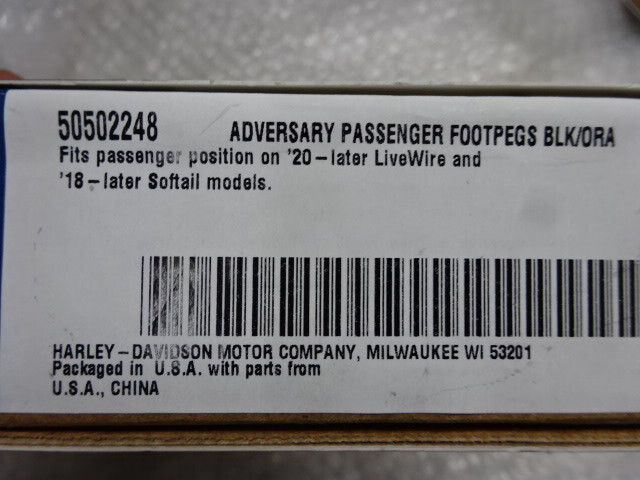 50502248 ADVERSARY PASSENGER FOOTPEGS BLK/ORA
Fits passenger position on '20-later LiveWire and
'18-later Softail models.
HARLEY-DAVIDSON MOTOR COMPANY, MILWAUKEE WI 53201
Packaged in U.S.A. with parts from
U.S.A., CHINA